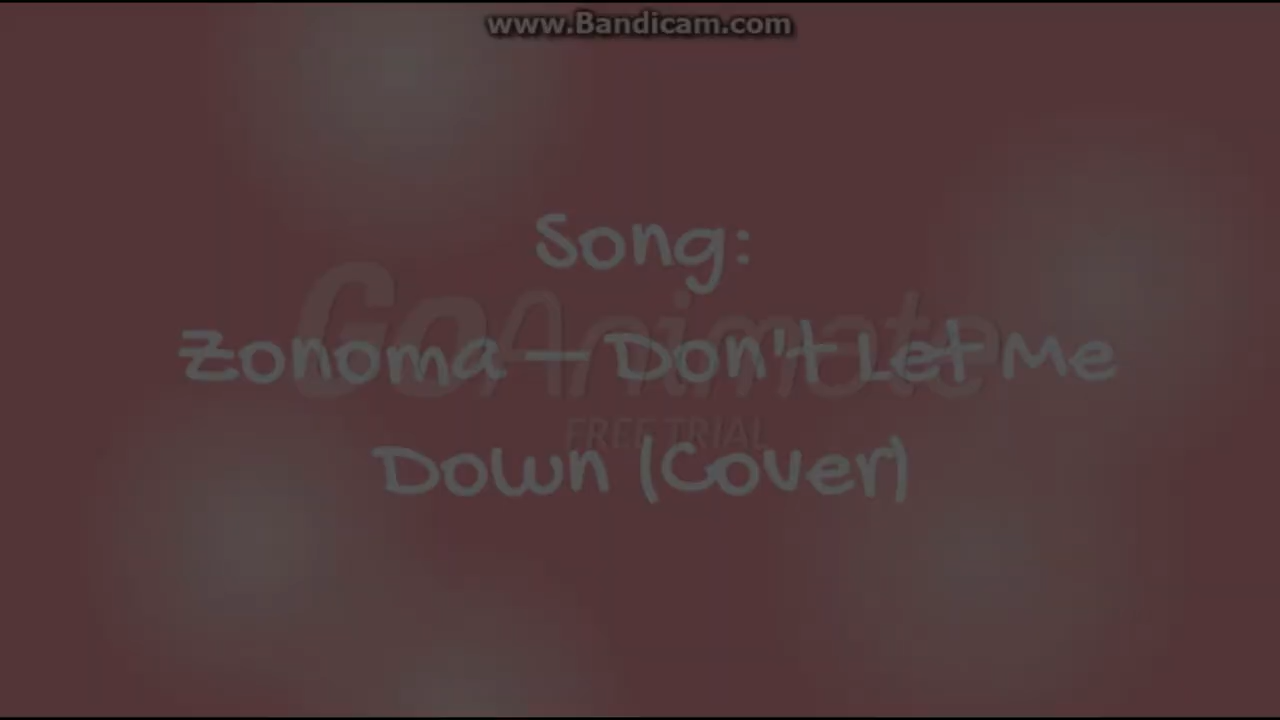 www.Bandicam.com
Song:
GoAnimate
Zonoma – Don't Let Me
FREE TRIAL
Down (Cover)